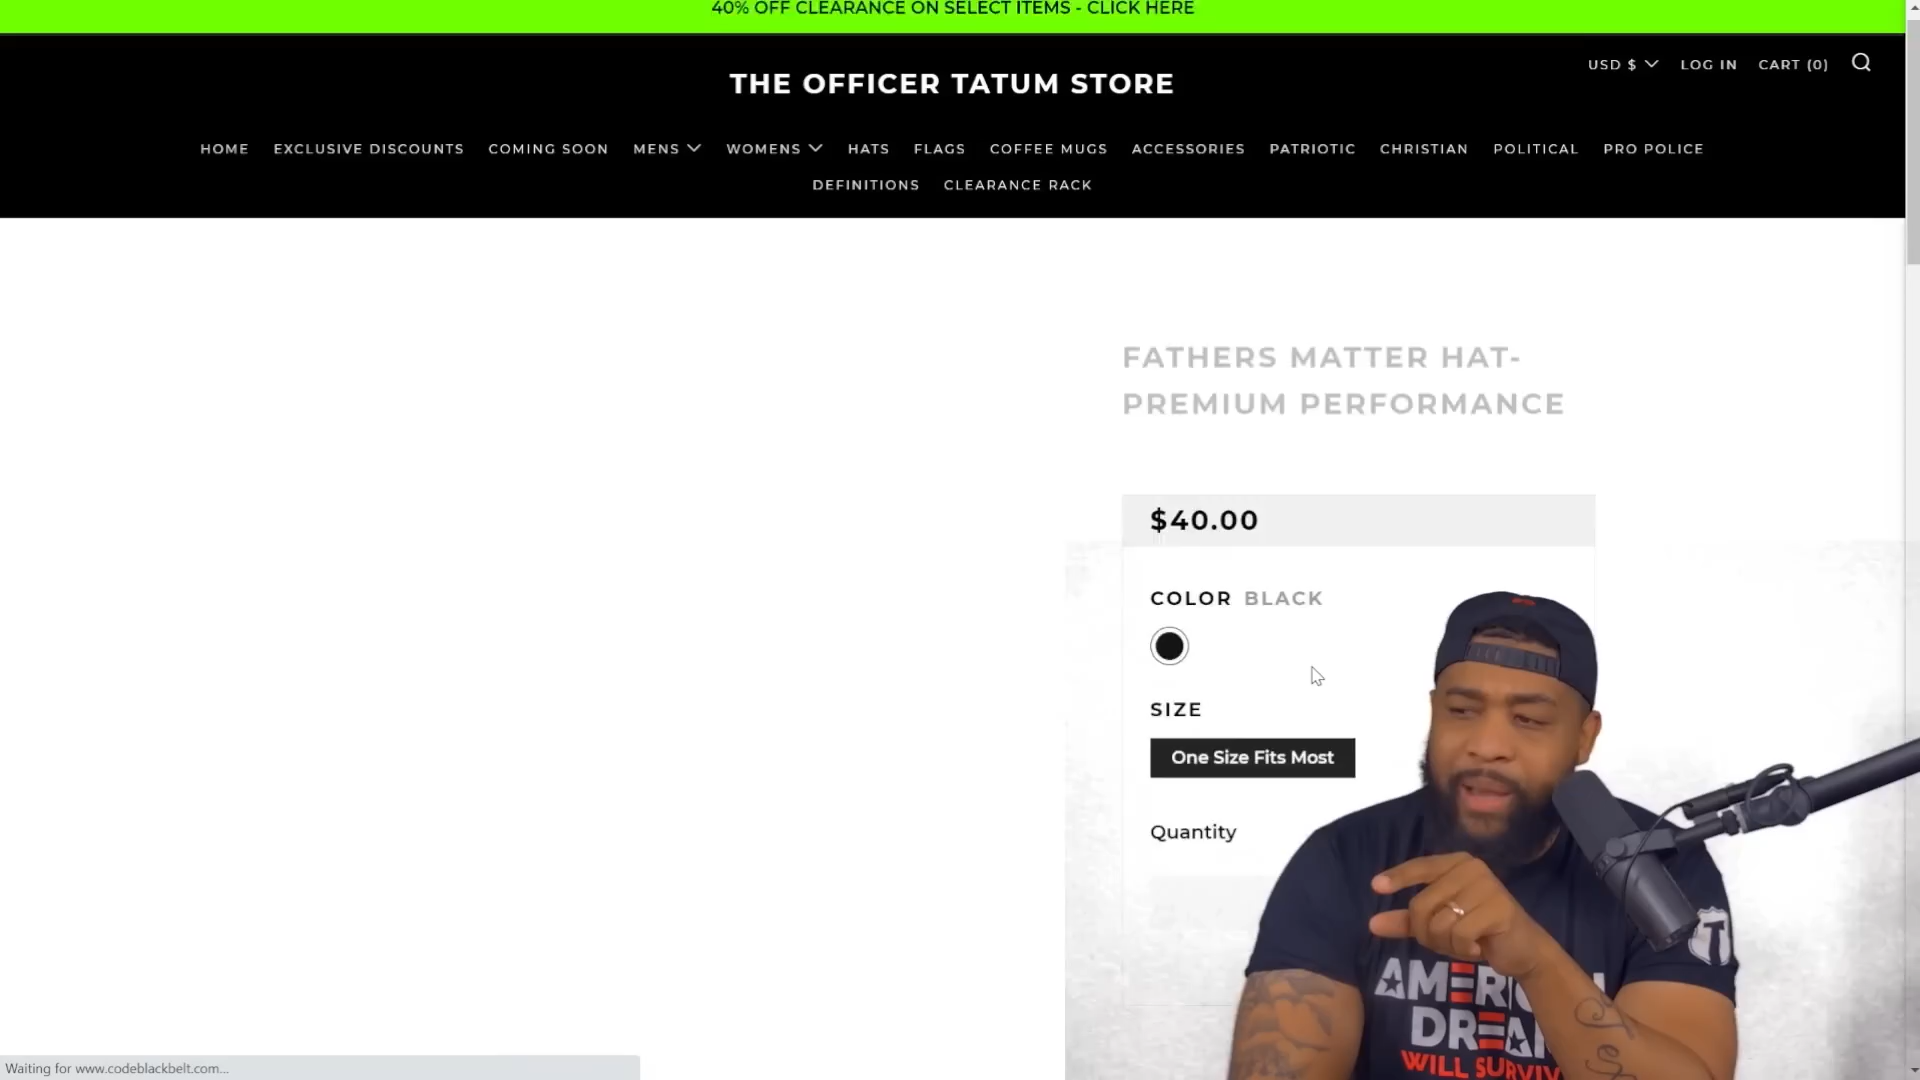 40% OFF CLEARANCE ON SELECT ITEMS - CLICK HERE
USD $ LOG IN CART (0)
THE OFFICER TATUM STORE
HOME EXCLUSIVE DISCOUNTS COMING SOON MENS WOMENS HATS FLAGS COFFEE MUGS ACCESSORIES PATRIOTIC CHRISTIAN POLITICAL PRO POLICE
DEFINITIONS CLEARANCE RACK
FATHERS MATTER HAT-
PREMIUM PERFORMANCE
$40.00
COLOR BLACK
SIZE
One Size Fits Most
Quantity
T
WILL
Waiting for www.codeblackbelt.com...